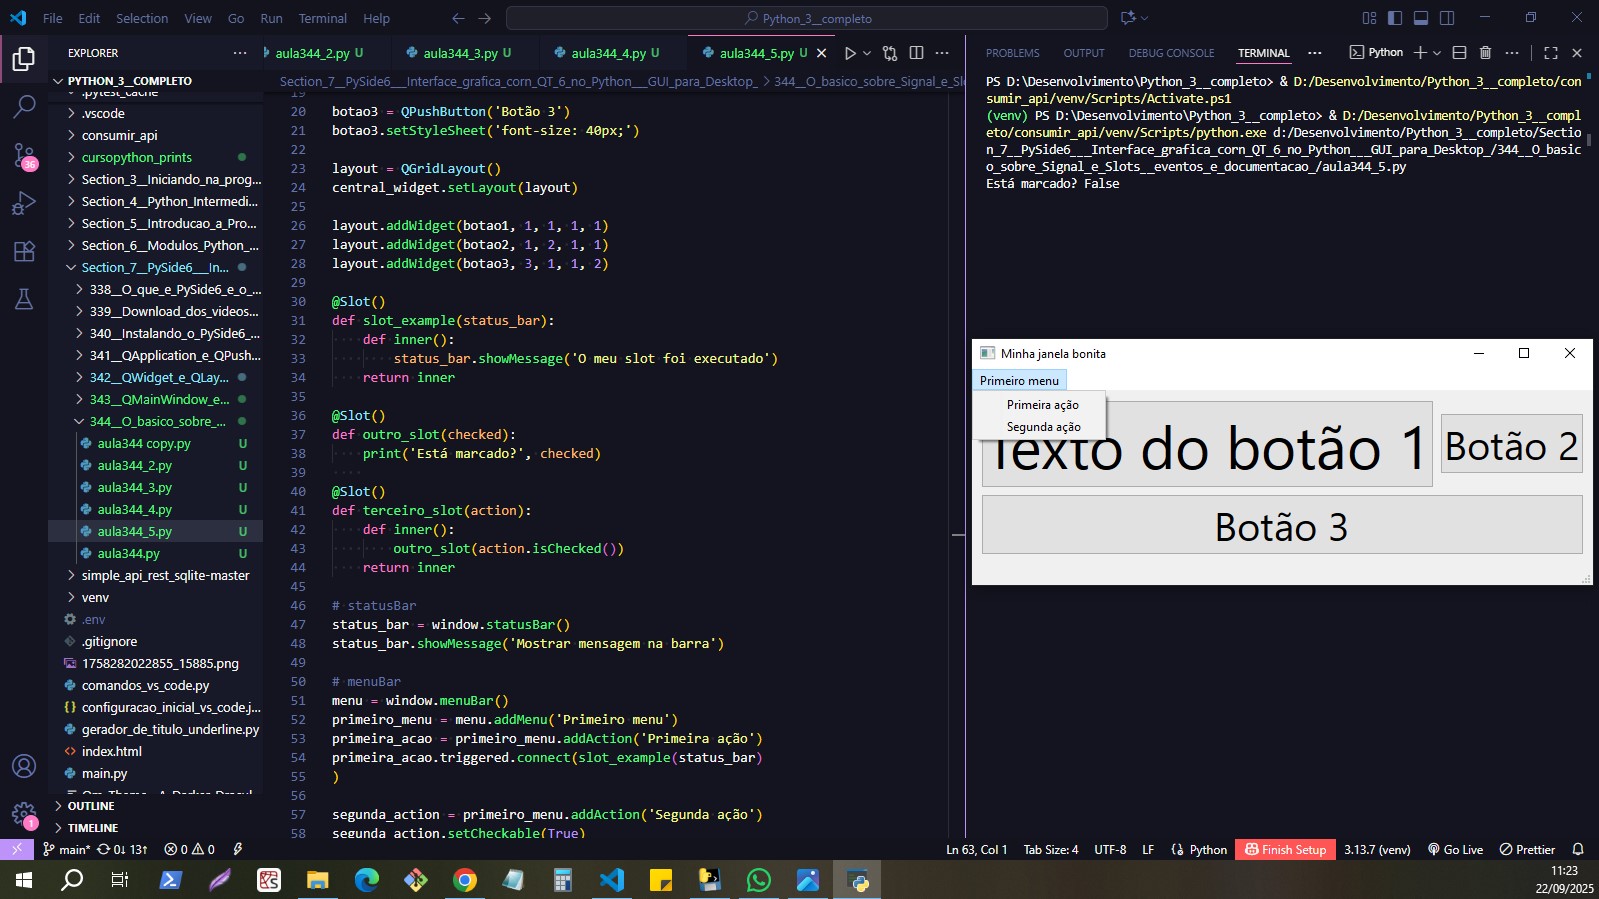 File Edit Selection View Go Run Terminal Help
Python_3__completo
EXPLORER
PYTHON_3__COMPLETO
.pytest_cache
.vscode
consumir_api
cursopython_prints
Section_3__Iniciando_na_prog...
Section_4__Python_Intermedi...
Section_5__Introducao_a_Pro...
Section_6__Modulos_Python_...
Section_7__PySide6___In...
338__O_que_e_PySide6_e_o_...
339__Download_dos_videos...
340__Instalando_o_PySide6_...
341__QApplication_e_QPush...
342__QWidget_e_QLay...
343__QMainWindow_e...
344__O_basico_sobre_...
aula344 copy.py U
aula344_2.py U
aula344_3.py U
aula344_4.py U
aula344_5.py U
aula344.py U
simple_api_rest_sqlite-master
venv
.env
.gitignore
1758282022855_15885.png
comandos_vs_code.py
configuracao_inicial_vs_code.j...
gerador_de_titulo_underline.py
index.html
main.py
OUTLINE
TIMELINE
36
1
aula344_2.py U aula344_3.py U aula344_4.py U aula344_5.py U
Section_7__PySide6___Interface_grafica_corn_QT_6_no_Python___GUI_para_Desktop_ > 344__O_basico_sobre_Signal_e_Sl
19
20 botao3 = QPushButton('Botão 3')
21 botao3.setStyleSheet('font-size: 40px;')
22
23 layout = QGridLayout()
24 central_widget.setLayout(layout)
25
26 layout.addWidget(botao1, 1, 1, 1, 1)
27 layout.addWidget(botao2, 1, 2, 1, 1)
28 layout.addWidget(botao3, 3, 1, 1, 2)
29
30 @Slot()
31 def slot_example(status_bar):
32 def inner():
33 status_bar.showMessage('O meu slot foi executado')
34 return inner
35
36 @Slot()
37 def outro_slot(checked):
38 print('Está marcado?', checked)
39
40 @Slot()
41 def terceiro_slot(action):
42 def inner():
43 outro_slot(action.isChecked())
44 return inner
45
46 # statusBar
47 status_bar = window.statusBar()
48 status_bar.showMessage('Mostrar mensagem na barra')
49
50 # menuBar
51 menu = window.menuBar()
52 primeiro_menu = menu.addMenu('Primeiro menu')
53 primeira_acao = primeiro_menu.addAction('Primeira ação')
54 primeira_acao.triggered.connect(slot_example(status_bar)
55 )
56
57 segunda_action = primeiro_menu.addAction('Segunda ação')
58 segunda_action.setCheckable(True)
PROBLEMS OUTPUT DEBUG CONSOLE TERMINAL Python
PS D:\Desenvolvimento\Python_3__completo> & D:/Desenvolvimento/Python_3__completo/con
sumir_api/venv/Scripts/Activate.ps1
(venv) PS D:\Desenvolvimento\Python_3__completo> & D:/Desenvolvimento/Python_3__compl
eto/consumir_api/venv/Scripts/python.exe d:/Desenvolvimento/Python_3__completo/Sectio
n_7__PySide6___Interface_grafica_corn_QT_6_no_Python___GUI_para_Desktop_/344__O_basic
o_sobre_Signal_e_Slots__eventos_e_documentacao_/aula344_5.py
Está marcado? False
Minha janela bonita
Primeiro menu
Primeira ação
Segunda ação
Texto do botão 1
Botão 2
Botão 3
main* 0↓ 13↑ 0 0 Ln 63, Col 1 Tab Size: 4 UTF-8 LF Python Finish Setup 3.13.7 (venv) Go Live Prettier
11:23
22/09/2025